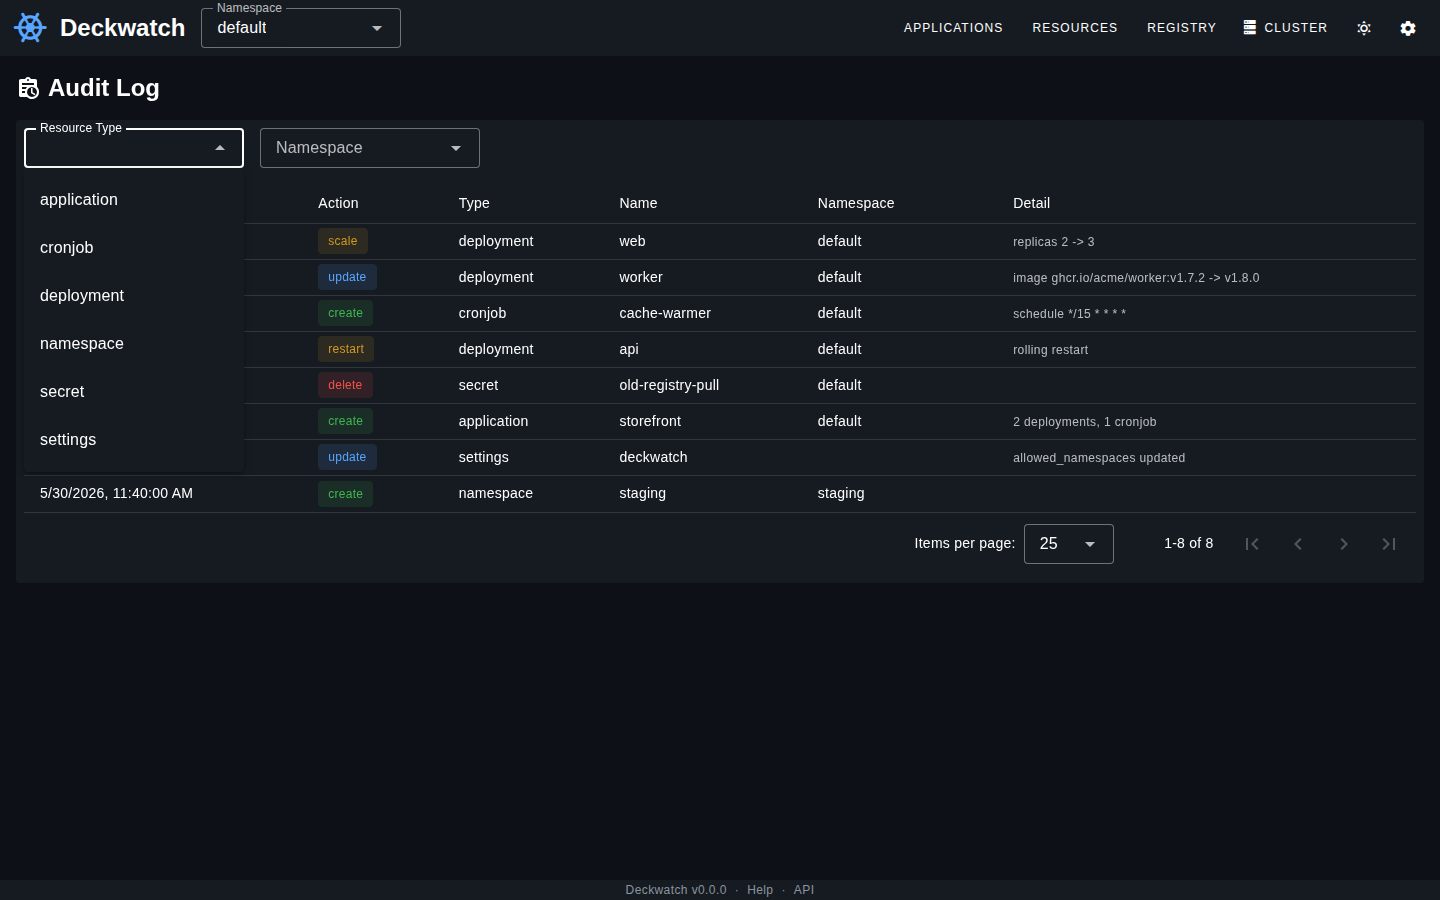 Deckwatch
Namespace
default
APPLICATIONS RESOURCES REGISTRY CLUSTER
Audit Log
Resource Type
Namespace
application
cronjob
deployment
namespace
secret
settings
Action Type Name Namespace Detail
scale deployment web default replicas 2 -> 3
update deployment worker default image ghcr.io/acme/worker:v1.7.2 -> v1.8.0
create cronjob cache-warmer default schedule */15 * * * *
restart deployment api default rolling restart
delete secret old-registry-pull default
create application storefront default 2 deployments, 1 cronjob
update settings deckwatch allowed_namespaces updated
5/30/2026, 11:40:00 AM create namespace staging staging
Items per page: 25 1-8 of 8
Deckwatch v0.0.0 · Help · API